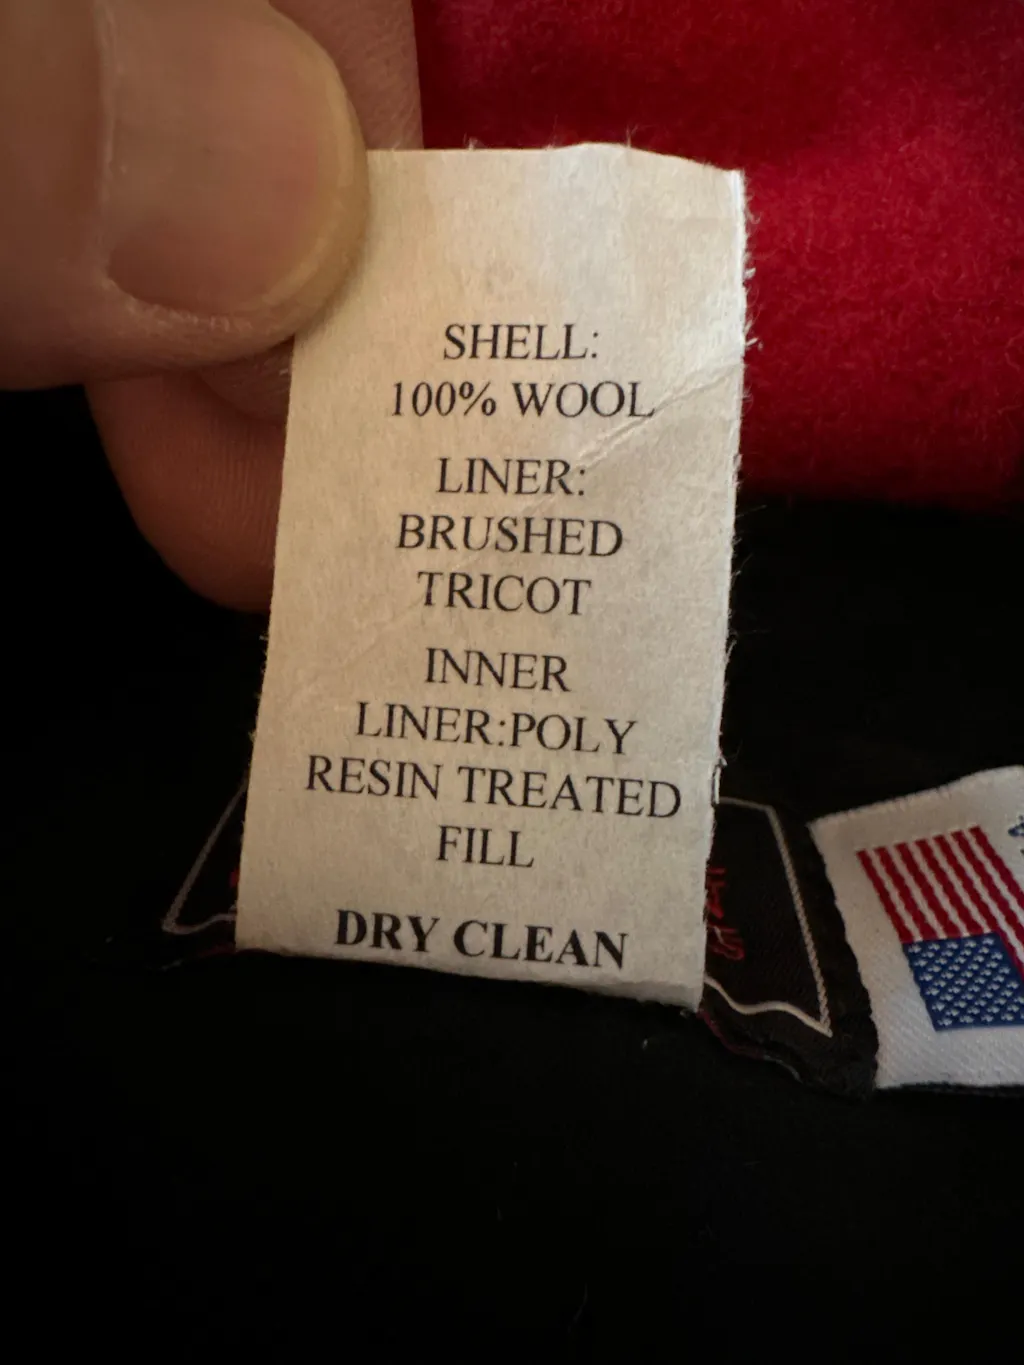 SHELL:
100% WOOL
LINER:
BRUSHED
TRICOT
INNER
LINER:POLY
RESIN TREATED
FILL
DRY CLEAN